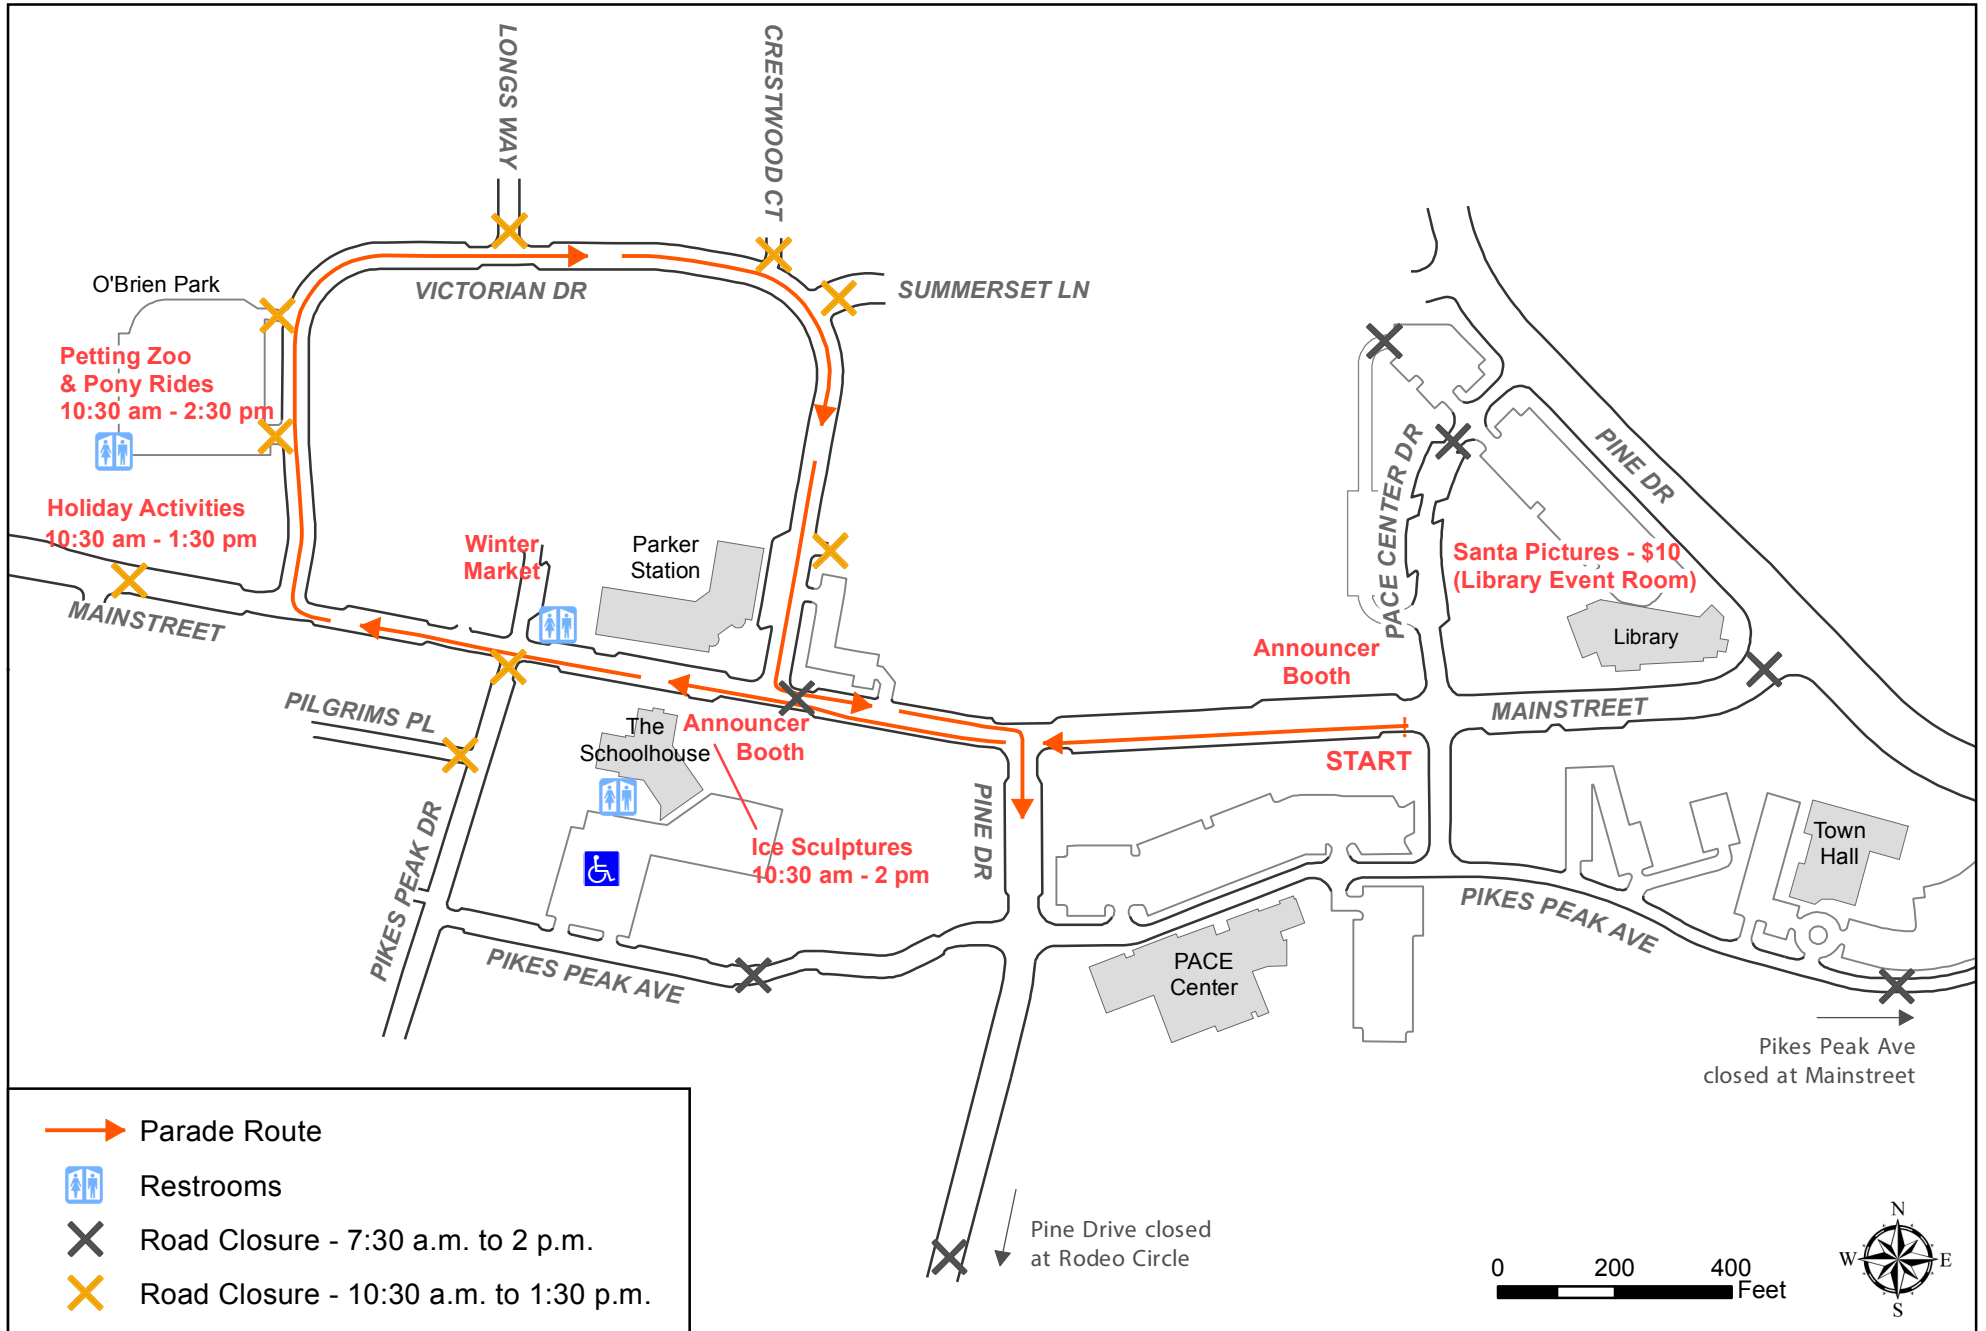 LONGS WAY
CRESTWOOD CT
O'Brien Park
VICTORIAN DR
SUMMERSET LN
Petting Zoo
& Pony Rides
10:30 am - 2:30 pm
PINE DR
PACE CENTER DR
Holiday Activities
10:30 am - 1:30 pm
Winter
Market
Parker
Station
Santa Pictures - $10
(Library Event Room)
MAINSTREET
Library
Announcer
Booth
PILGRIMS PL
The
Schoolhouse
Announcer
Booth
MAINSTREET
START
PINE DR
PIKES PEAK DR
Ice Sculptures
10:30 am - 2 pm
Town
Hall
PIKES PEAK AVE
PIKES PEAK AVE
PACE
Center
Pikes Peak Ave
closed at Mainstreet
Parade Route
Restrooms
Road Closure - 7:30 a.m. to 2 p.m.
Road Closure - 10:30 a.m. to 1:30 p.m.
Pine Drive closed
at Rodeo Circle
0 200 400
Feet
N
W E
S